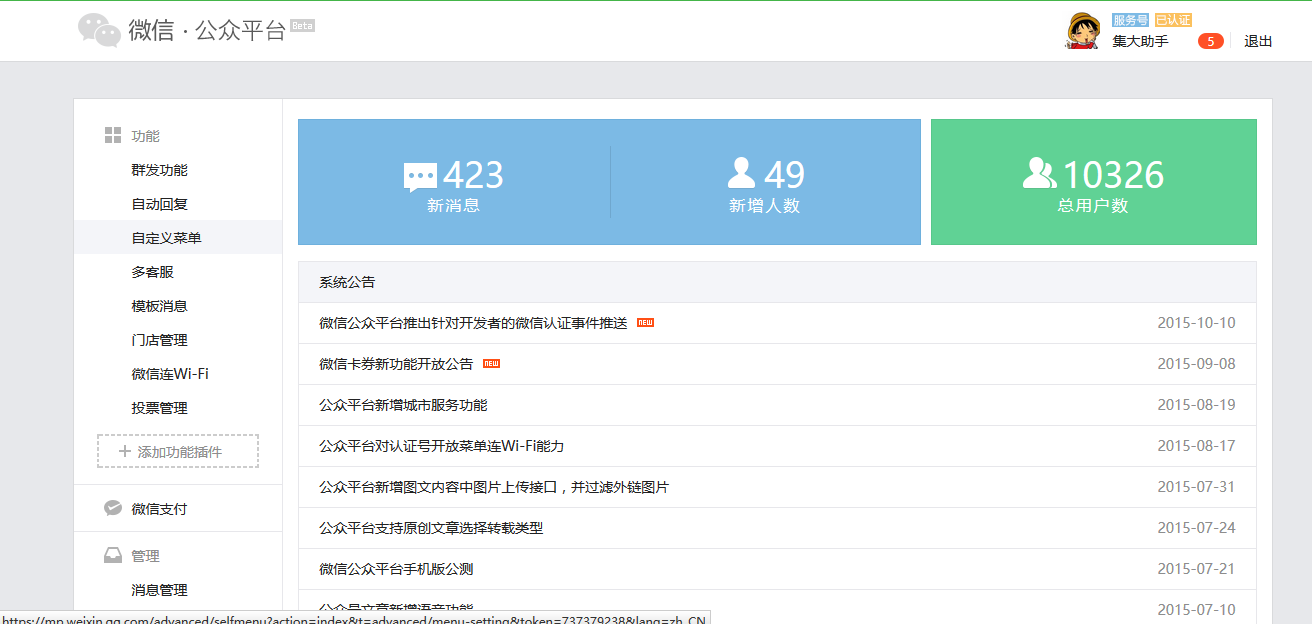 微信 · 公众平台 Beta
服务号 已认证
集大助手 5 退出
功能
群发功能
自动回复
自定义菜单
多客服
模板消息
门店管理
微信连Wi-Fi
投票管理
添加功能插件
微信支付
管理
消息管理
423
新消息
49
新增人数
10326
总用户数
系统公告
微信公众平台推出针对开发者的微信认证事件推送 NEW 2015-10-10
微信卡券新功能开放公告 NEW 2015-09-08
公众平台新增城市服务功能 2015-08-19
公众平台对认证号开放菜单连Wi-Fi能力 2015-08-17
公众平台新增图文内容中图片上传接口，并过滤外链图片 2015-07-31
公众平台支持原创文章选择转载类型 2015-07-24
微信公众平台手机版公测 2015-07-21
公众号文章新增语音功能 2015-07-10
https://mp.weixin.qq.com/advanced/selfmenu?action=index&t=advanced/menu-setting&token=737379238&lang=zh_CN